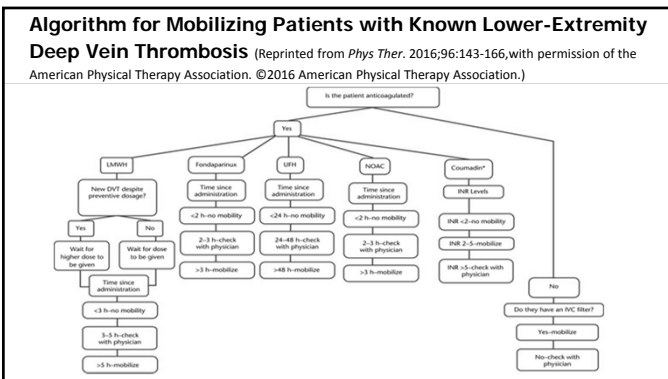 Algorithm for Mobilizing Patients with Known Lower-Extremity
Deep Vein Thrombosis (Reprinted from Phys Ther. 2016;96:143-166,with permission of the
American Physical Therapy Association. ©2016 American Physical Therapy Association.)
Is the patient anticoagulated?
Yes
LMWH
New DVT despite
preventive dosage?
Yes
No
Wait for
higher dose to
be given
Wait for dose
to be given
Time since
administration
<3 h–no mobility
3–5 h–check
with physician
>5 h–mobilize
Fondaparinux
Time since
administration
<2 h–no mobility
2–3 h–check
with physician
>3 h–mobilize
UFH
Time since
administration
<24 h–no mobility
24–48 h–check
with physician
>48 h–mobilize
NOAC
Time since
administration
<2 h–no mobility
2–3 h–check
with physician
>3 h–mobilize
Coumadin*
INR Levels
INR <2–no mobility
INR 2–5–mobilize
INR >5–check with
physician
No
Do they have an IVC filter?
Yes–mobilize
No–check with
physician